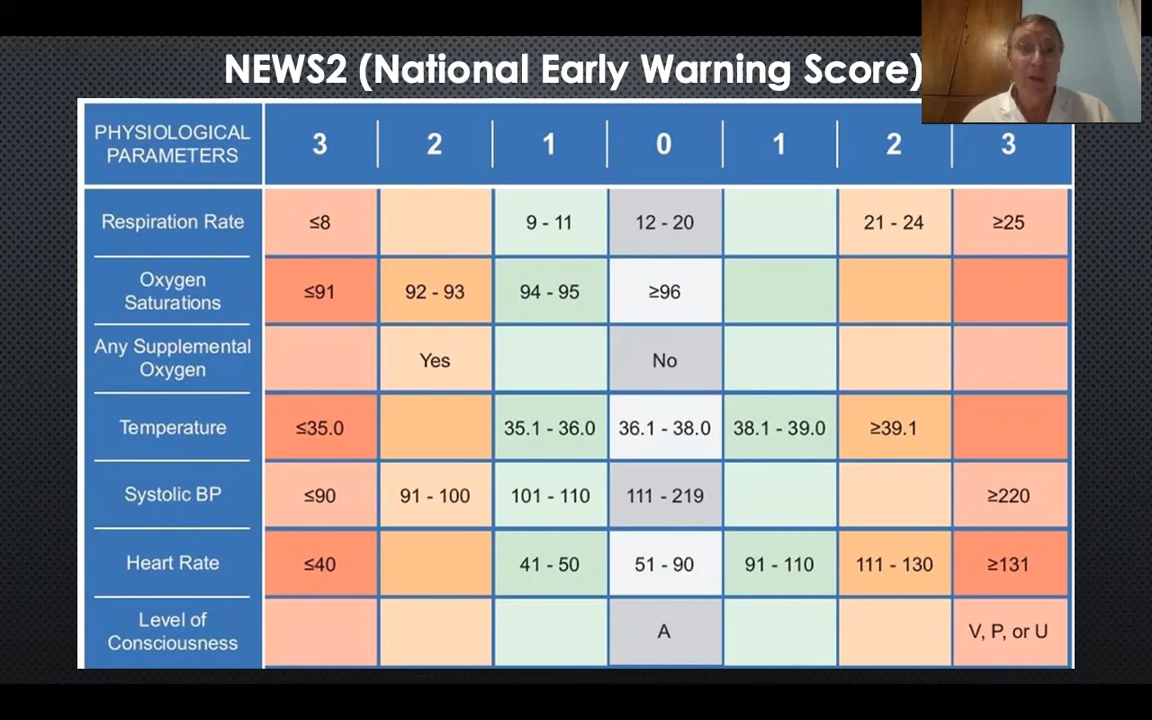 NEWS2 (National Early Warning Score)
PHYSIOLOGICAL
PARAMETERS
3 2 1 0 1 2 3
Respiration Rate ≤8 9 - 11 12 - 20 21 - 24 ≥25
Oxygen
Saturations
≤91 92 - 93 94 - 95 ≥96
Any Supplemental
Oxygen
Yes No
Temperature ≤35.0 35.1 - 36.0 36.1 - 38.0 38.1 - 39.0 ≥39.1
Systolic BP ≤90 91 - 100 101 - 110 111 - 219 ≥220
Heart Rate ≤40 41 - 50 51 - 90 91 - 110 111 - 130 ≥131
Level of
Consciousness
A V, P, or U